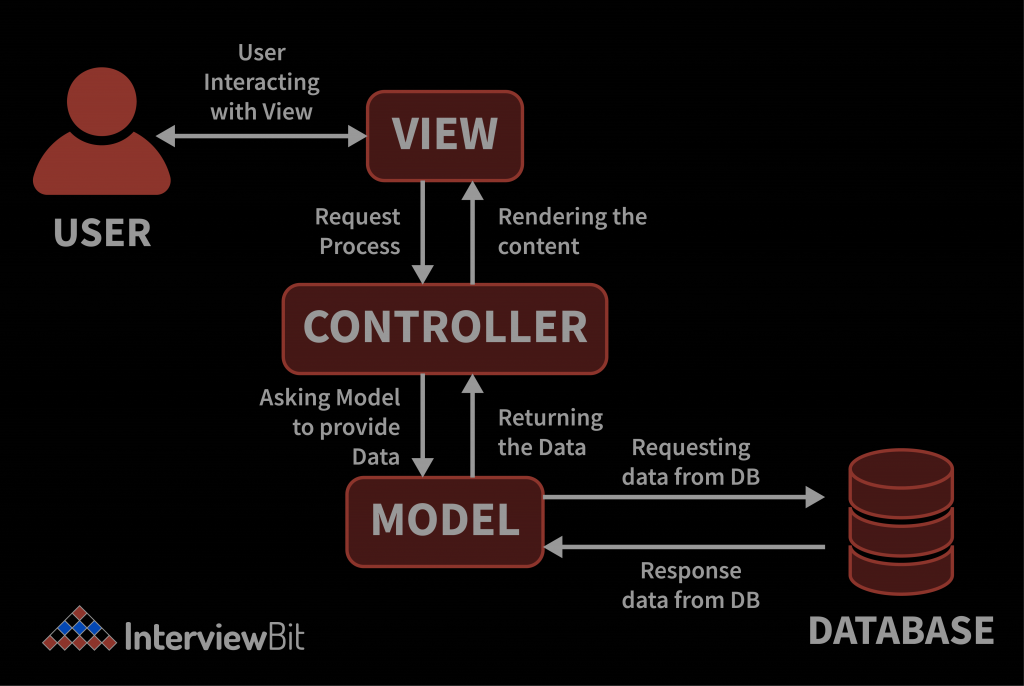 User
Interacting
with View
VIEW
USER
Request
Process
Rendering the
content
CONTROLLER
Asking Model
to provide
Data
Returning
the Data
Requesting
data from DB
MODEL
Response
data from DB
DATABASE
InterviewBit